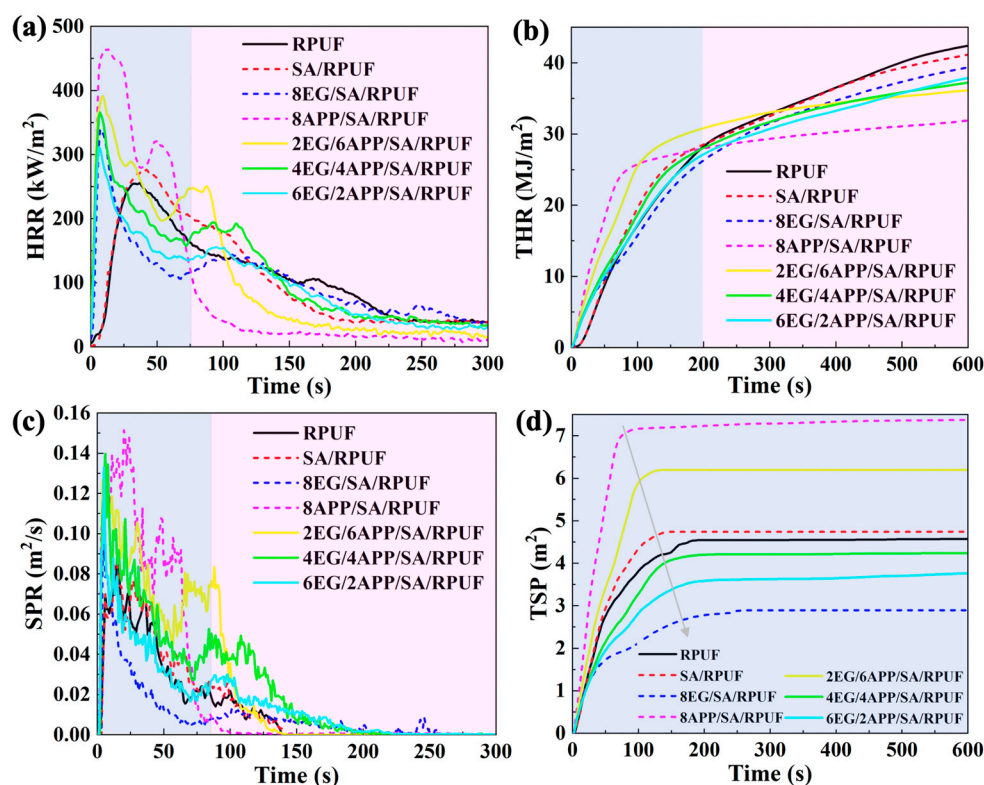 (a)
HRR (kW/m²)
500
400
300
200
100
0
RPUF
SA/RPUF
8EG/SA/RPUF
8APP/SA/RPUF
2EG/6APP/SA/RPUF
4EG/4APP/SA/RPUF
6EG/2APP/SA/RPUF
0 50 100 150 200 250 300
Time (s)
(b)
THR (MJ/m²)
40
30
20
10
0
RPUF
SA/RPUF
8EG/SA/RPUF
8APP/SA/RPUF
2EG/6APP/SA/RPUF
4EG/4APP/SA/RPUF
6EG/2APP/SA/RPUF
0 100 200 300 400 500 600
Time (s)
(c)
SPR (m²/s)
0.16
0.14
0.12
0.10
0.08
0.06
0.04
0.02
0.00
RPUF
SA/RPUF
8EG/SA/RPUF
8APP/SA/RPUF
2EG/6APP/SA/RPUF
4EG/4APP/SA/RPUF
6EG/2APP/SA/RPUF
0 50 100 150 200 250 300
Time (s)
(d)
TSP (m²)
7
6
5
4
3
2
1
0
RPUF
SA/RPUF 2EG/6APP/SA/RPUF
8EG/SA/RPUF 4EG/4APP/SA/RPUF
8APP/SA/RPUF 6EG/2APP/SA/RPUF
0 100 200 300 400 500 600
Time (s)